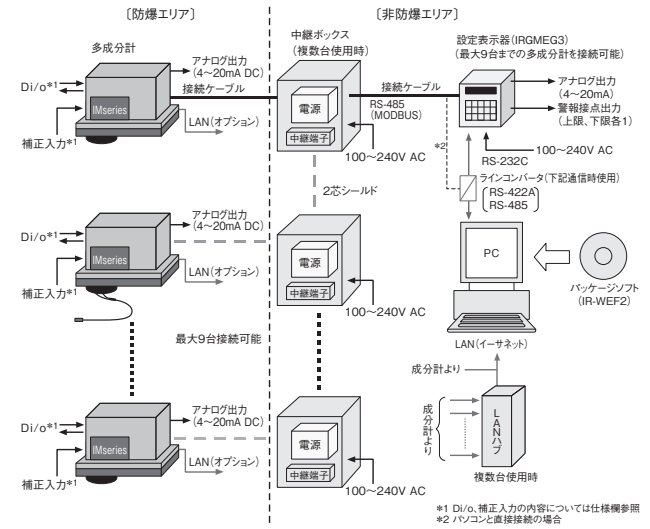 〔防爆エリア〕
〔非防爆エリア〕
多成分計
Di/o*1
補正入力*1
IMseries
アナログ出力
(4～20mA DC)
接続ケーブル
LAN(オプション)
中継ボックス
(複数台使用時)
電源
中継端子
100～240V AC
接続ケーブル
RS-485
(MODBUS)
*2
設定表示器(IRGMEG3)
(最大9台までの多成分計を接続可能)
アナログ出力
(4～20mA)
警報接点出力
(上限、下限各1)
100～240V AC
RS-232C
ラインコンバータ(下記通信時使用)
RS-422A
RS-485
2芯シールド
Di/o*1
補正入力*1
IMseries
アナログ出力
(4～20mA DC)
LAN(オプション)
電源
中継端子
100～240V AC
PC
パッケージソフト
(IR-WEF2)
最大9台接続可能
LAN(イーサネット)
成分計より
Di/o*1
補正入力*1
IMseries
アナログ出力
(4～20mA DC)
LAN(オプション)
電源
中継端子
100～240V AC
成分計より
LANハブ
複数台使用時
*1 Di/o、補正入力の内容については仕様欄参照
*2 パソコンと直接接続の場合